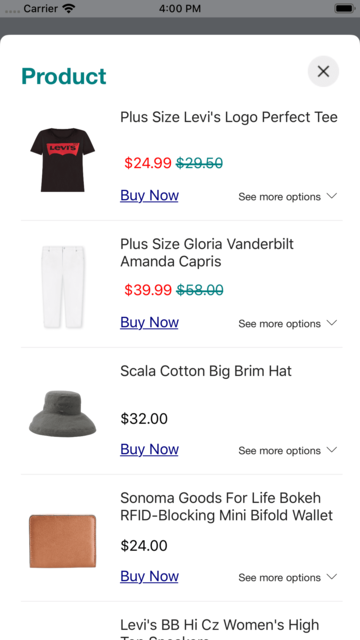 Carrier 4:00 PM
Product
Plus Size Levi's Logo Perfect Tee
Levi's
$24.99 $29.50
Buy Now See more options
Plus Size Gloria Vanderbilt
Amanda Capris
$39.99 $58.00
Buy Now See more options
Scala Cotton Big Brim Hat
$32.00
Buy Now See more options
Sonoma Goods For Life Bokeh
RFID-Blocking Mini Bifold Wallet
$24.00
Buy Now See more options
Levi's BB Hi Cz Women's High
Top Sneakers